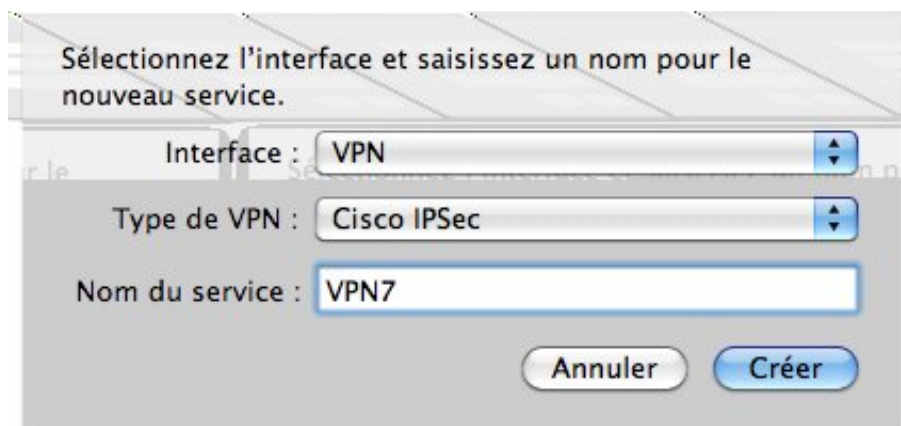 Sélectionnez l'interface et saisissez un nom pour le
nouveau service.
Interface : VPN
Type de VPN : Cisco IPSec
Nom du service : VPN7
Annuler Créer